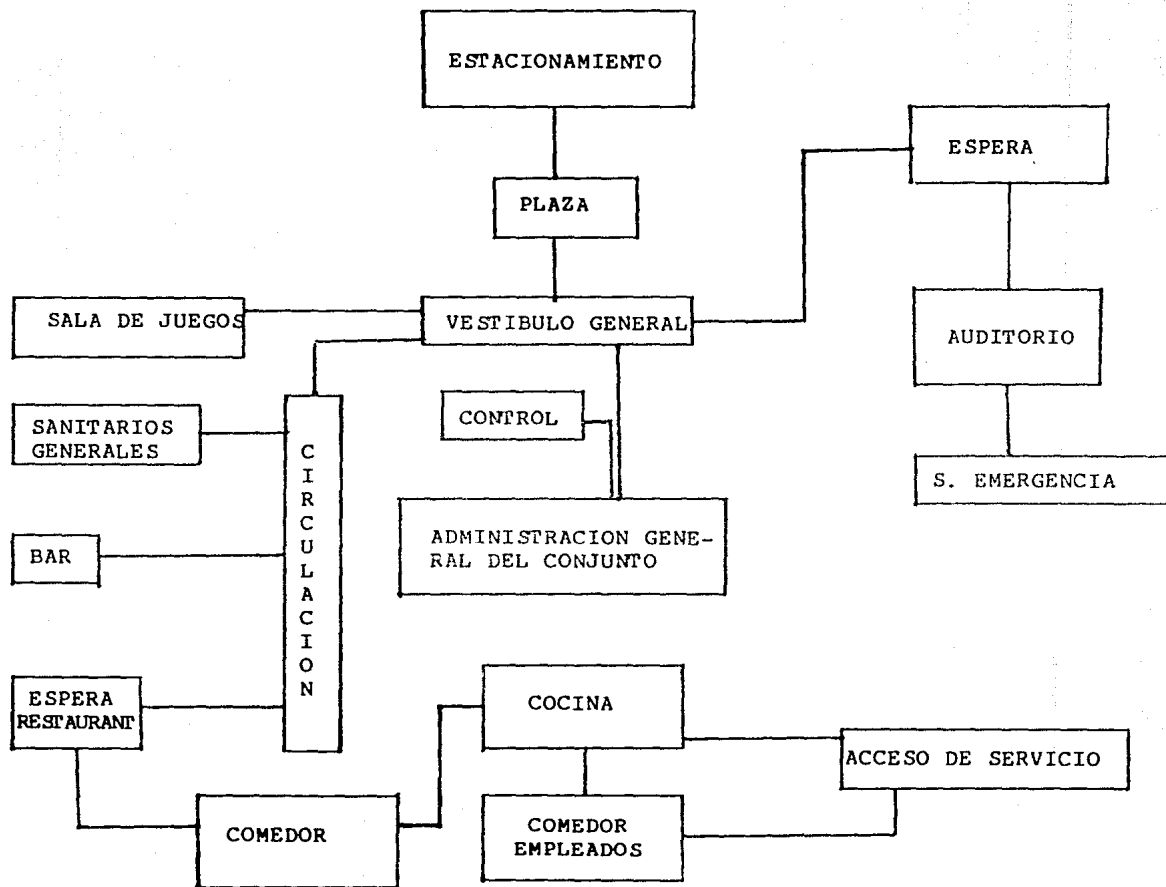 ESTACIONAMIENTO
ESPERA
PLAZA
SALA DE JUEGOS
VESTIBULO GENERAL
AUDITORIO
SANITARIOS
GENERALES
CIRCULACION
CONTROL
S. EMERGENCIA
ADMINISTRACION GENE-
RAL DEL CONJUNTO
BAR
ESPERA
RESTAURANT
COCINA
ACCESO DE SERVICIO
COMEDOR
COMEDOR
EMPLEADOS